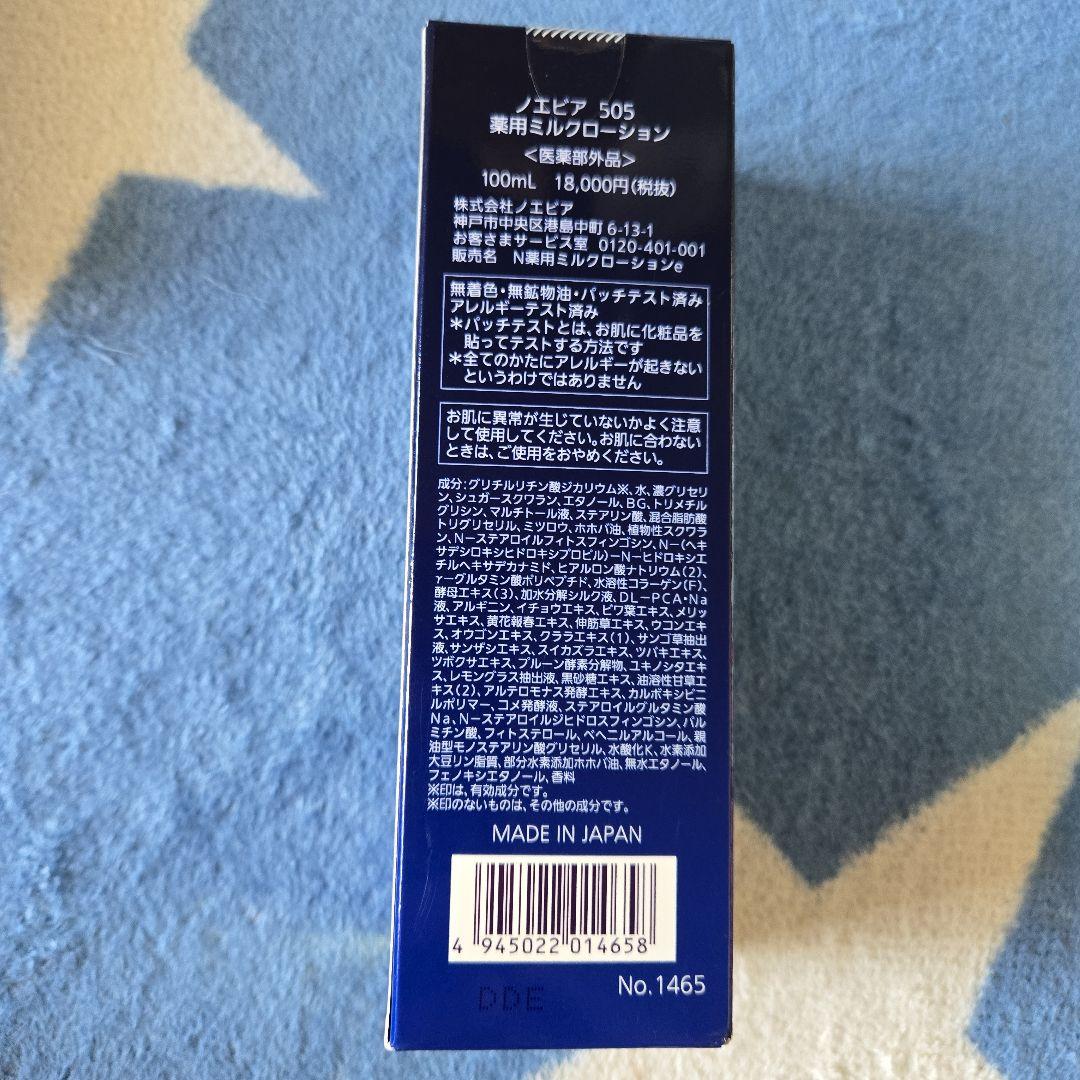 ノエビア 505
薬用ミルクローション
<医薬部外品>
100mL 18,000円(税抜)
株式会社ノエビア
神戸市中央区港島中町 6-13-1
お客さまサービス室 0120-401-001
販売名 N薬用ミルクローションe
無着色・無鉱物油・パッチテスト済み
アレルギーテスト済み
＊パッチテストとは、お肌に化粧品を
貼ってテストする方法です
＊全てのかたにアレルギーが起きない
というわけではありません
お肌に異常が生じていないかよく注意
して使用してください。お肌に合わない
ときは、ご使用をおやめください。
成分：グリチルリチン酸ジカリウム※、水、濃グリセリ
ン、シュガースクワラン、エタノール、BG、トリメチル
グリシン、マルチトール液、ステアリン酸、混合脂肪酸
トリグリセリル、ミツロウ、ホホバ油、植物性スクワラ
ン、N－ステアロイルフィトスフィンゴシン、N－(ヘキ
サデシロキシヒドロキシプロピル)－N－ヒドロキシエ
チルヘキサデカナミド、ヒアルロン酸ナトリウム(2)、
γ－グルタミン酸ポリペプチド、水溶性コラーゲン(F)、
酵母エキス(3)、加水分解シルク液、DL－PCA・Na
液、アルギニン、イチョウエキス、ビワ葉エキス、メリッ
サエキス、黄花報春エキス、伸筋草エキス、ウコンエキ
ス、オウゴンエキス、クララエキス(1)、サンゴ草抽出
液、サンザシエキス、スイカズラエキス、ツバキエキス、
ツボクサエキス、プルーン酵素分解物、ユキノシタエキ
ス、レモングラス抽出液、黒砂糖エキス、油溶性甘草エ
キス(2)、アルテロモナス発酵エキス、カルボキシビニ
ルポリマー、コメ発酵液、ステアロイルグルタミン酸
Na、N－ステアロイルジヒドロスフィンゴシン、パル
ミチン酸、フィトステロール、ベヘニルアルコール、親
油型モノステアリン酸グリセリル、水酸化K、水素添加
大豆リン脂質、部分水素添加ホホバ油、無水エタノール、
フェノキシエタノール、香料
※印は、有効成分です。
※印のないものは、その他の成分です。
MADE IN JAPAN
4 945022 014658
No.1465
DDE